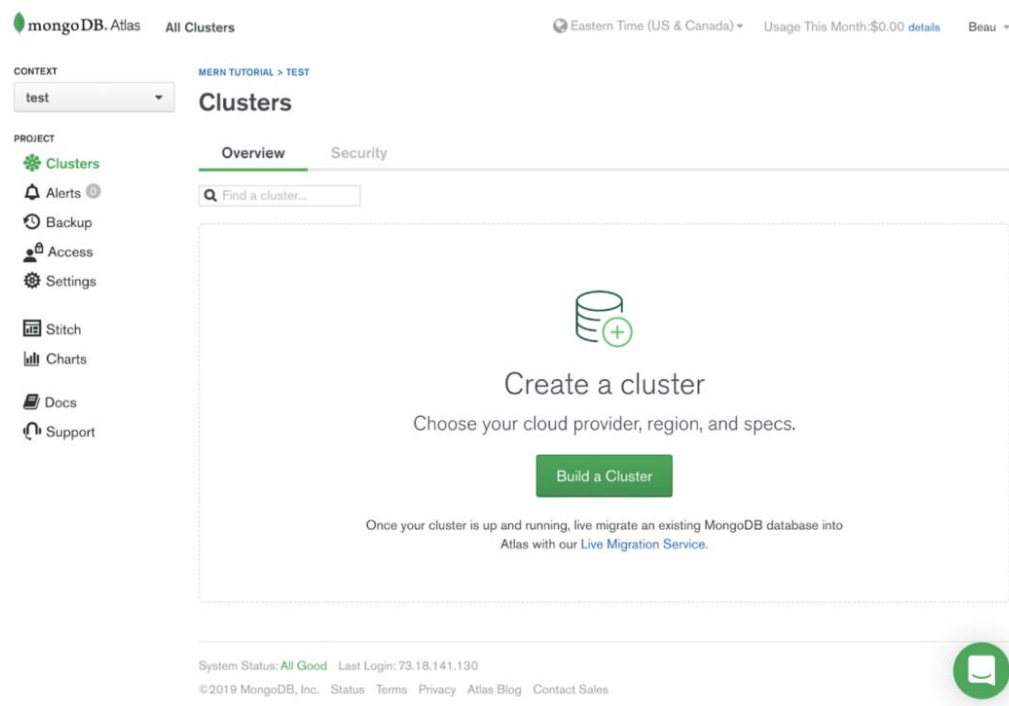 mongoDB. Atlas All Clusters Eastern Time (US & Canada) Usage This Month:$0.00 details Beau
CONTEXT
test
PROJECT
Clusters
Alerts 0
Backup
Access
Settings
Stitch
Charts
Docs
Support
MERN TUTORIAL > TEST
Clusters
Overview Security
Find a cluster...
Create a cluster
Choose your cloud provider, region, and specs.
Build a Cluster
Once your cluster is up and running, live migrate an existing MongoDB database into
Atlas with our Live Migration Service.
System Status: All Good Last Login: 73.18.141.130
©2019 MongoDB, Inc. Status Terms Privacy Atlas Blog Contact Sales